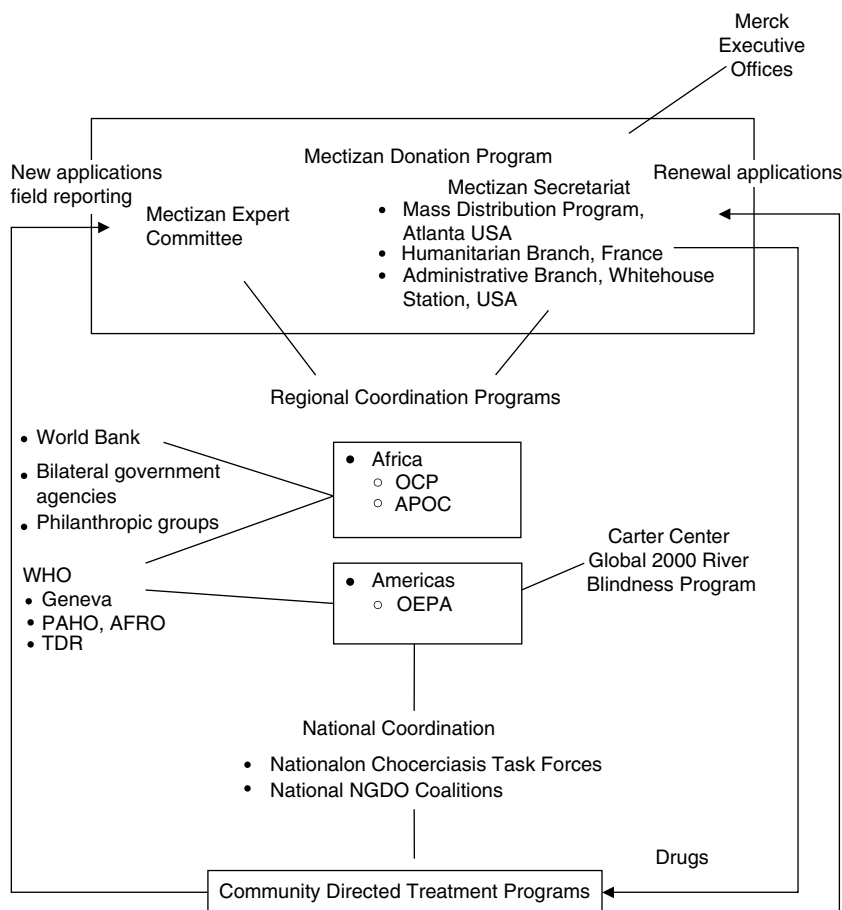 Merck
Executive
Offices
Mectizan Donation Program
New applications
field reporting
Renewal applications
Mectizan Expert
Committee
Mectizan Secretariat
• Mass Distribution Program,
Atlanta USA
• Humanitarian Branch, France
• Administrative Branch, Whitehouse
Station, USA
Regional Coordination Programs
• World Bank
• Bilateral government
agencies
• Philanthropic groups
• Africa
○ OCP
○ APOC
WHO
• Geneva
• PAHO, AFRO
• TDR
• Americas
○ OEPA
Carter Center
Global 2000 River
Blindness Program
National Coordination
• Nationalon Chocerciasis Task Forces
• National NGDO Coalitions
Drugs
Community Directed Treatment Programs